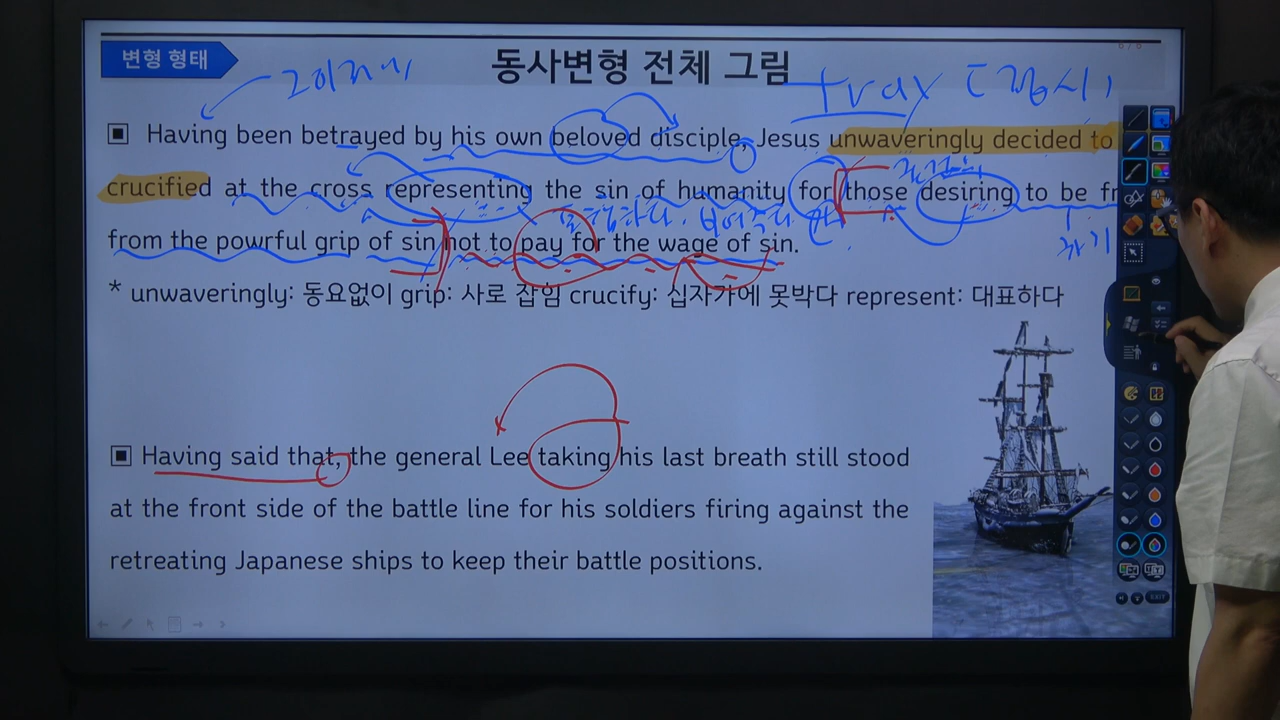 변형 형태
동사변형 전체 그림
6/6
■ Having been betrayed by his own beloved disciple, Jesus unwaveringly decided to
crucified at the cross representing the sin of humanity for those desiring to be fr
from the powrful grip of sin not to pay for the wage of sin.
* unwaveringly: 동요없이 grip: 사로 잡임 crucify: 십자가에 못박다 represent: 대표하다
■ Having said that, the general Lee taking his last breath still stood
at the front side of the battle line for his soldiers firing against the
retreating Japanese ships to keep their battle positions.
EXIT